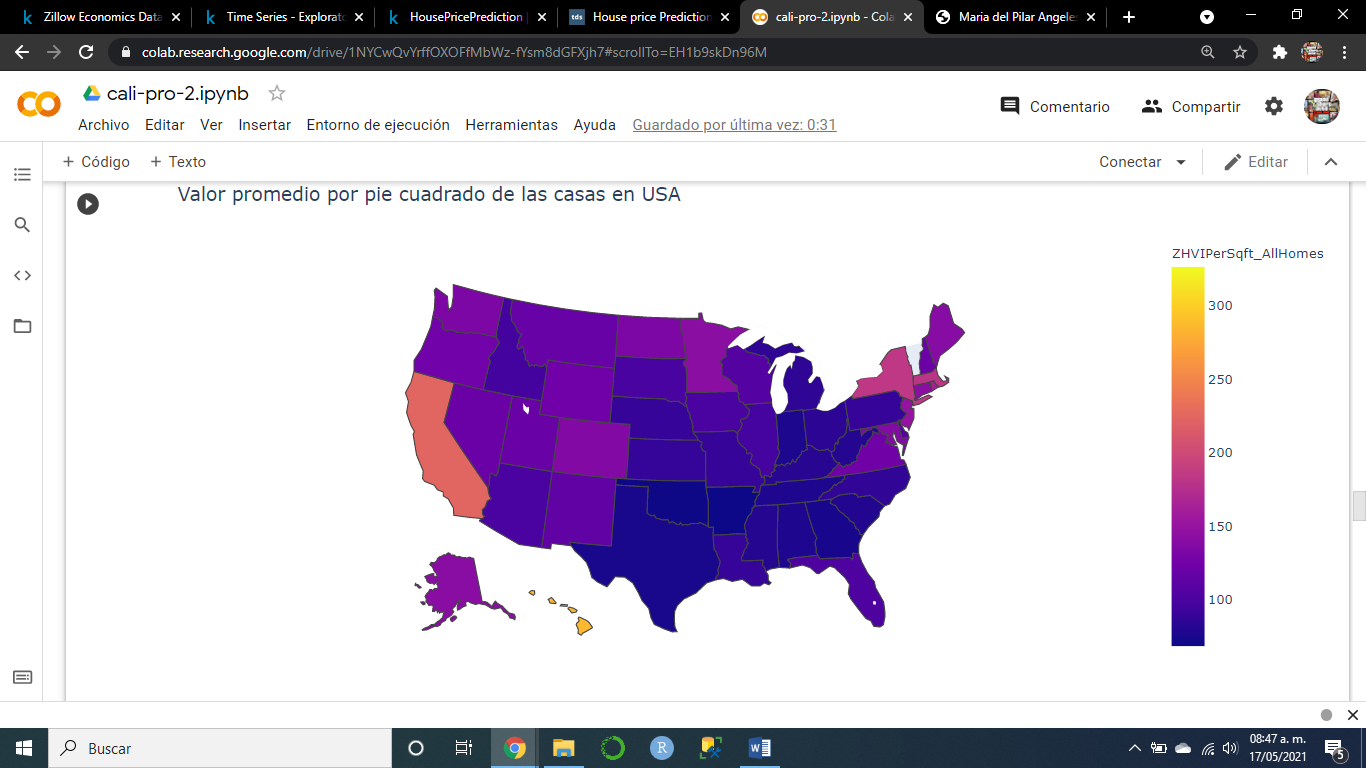 Zillow Economics Data
Time Series - Explorato
HousePricePrediction
House price Prediction
cali-pro-2.ipynb - Cola
Maria del Pilar Angeles
colab.research.google.com/drive/1NYCwQvYrffOXOFfMbWz-fYsm8dGFXjh7#scrollTo=EH1b9skDn96M
cali-pro-2.ipynb
Comentario
Compartir
Archivo Editar Ver Insertar Entorno de ejecución Herramientas Ayuda Guardado por última vez: 0:31
+ Código + Texto
Conectar
Editar
Valor promedio por pie cuadrado de las casas en USA
ZHVIPerSqft_AllHomes
300
250
200
150
100
Buscar
08:47 a. m.
17/05/2021
5